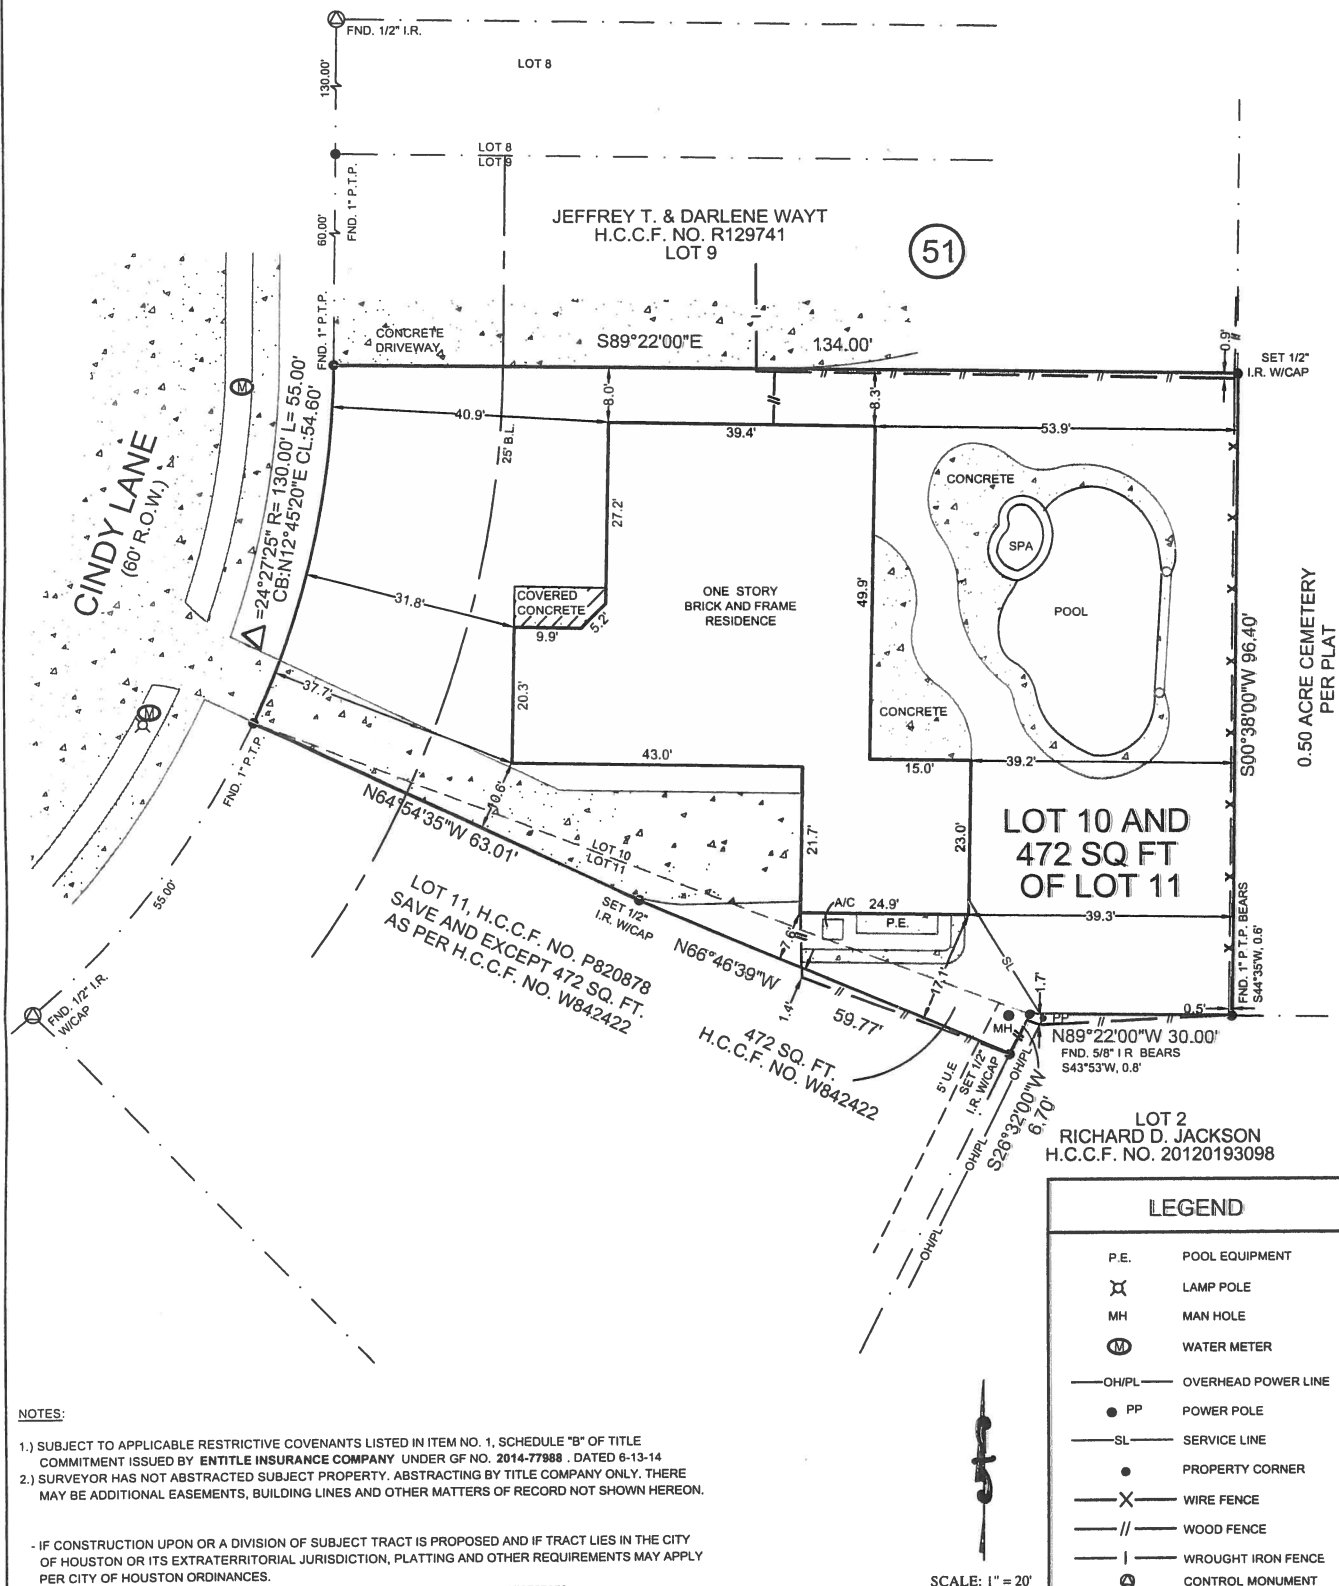 FND. 1/2" I.R.
LOT 8
130.00'
LOT 8
LOT 9
FND. 1" P.T.P.
60.00'
JEFFREY T. & DARLENE WAYT
H.C.C.F. NO. R129741
LOT 9
51
FND. 1" P.T.P.
CONCRETE
DRIVEWAY
S89°22'00"E
134.00'
0.9'
SET 1/2"
I.R. W/CAP
M
40.9'
8.0'
39.4'
8.3'
53.9'
25' B.L.
CINDY LANE
(60' R.O.W.)
△=24°27'25" R= 130.00' L= 55.00'
CB:N12°45'20"E CL:54.60'
27.2'
CONCRETE
SPA
POOL
31.8'
COVERED
CONCRETE
5.2'
9.9'
ONE STORY
BRICK AND FRAME
RESIDENCE
49.9'
S00°38'00"W 96.40'
0.50 ACRE CEMETERY
PER PLAT
37.7'
20.3'
CONCRETE
M
43.0'
15.0'
39.2'
FND. 1" P.T.P.
10.6'
N64°54'35"W 63.01'
LOT 10
LOT 11
21.7'
23.0'
LOT 10 AND
472 SQ FT
OF LOT 11
55.00'
LOT 11, H.C.C.F. NO. P820878
SAVE AND EXCEPT 472 SQ. FT.
AS PER H.C.C.F. NO. W842422
SET 1/2"
I.R. W/CAP
A/C
24.9'
P.E.
39.3'
FND. 1" P.T.P. BEARS
S44°35'W, 0.6'
7.6'
N66°46'39"W
59.77'
17.1'
SL
1.7'
1.4'
0.5'
FND. 1/2" I.R.
W/CAP
MH
PP
N89°22'00"W 30.00'
FND. 5/8" I R BEARS
S43°53'W, 0.8'
472 SQ. FT.
H.C.C.F. NO. W842422
5' U.E
SET 1/2"
I.R. W/CAP
OH/PL
S26°32'00"W
6.70'
OH/PL
OH/PL
LOT 2
RICHARD D. JACKSON
H.C.C.F. NO. 20120193098
LEGEND
P.E. POOL EQUIPMENT
LAMP POLE
MH MAN HOLE
M WATER METER
OH/PL OVERHEAD POWER LINE
PP POWER POLE
SL SERVICE LINE
PROPERTY CORNER
X WIRE FENCE
// WOOD FENCE
I WROUGHT IRON FENCE
CONTROL MONUMENT
NOTES:
1.) SUBJECT TO APPLICABLE RESTRICTIVE COVENANTS LISTED IN ITEM NO. 1, SCHEDULE "B" OF TITLE
COMMITMENT ISSUED BY ENTITLE INSURANCE COMPANY UNDER GF NO. 2014-77988 . DATED 6-13-14
2.) SURVEYOR HAS NOT ABSTRACTED SUBJECT PROPERTY. ABSTRACTING BY TITLE COMPANY ONLY. THERE
MAY BE ADDITIONAL EASEMENTS, BUILDING LINES AND OTHER MATTERS OF RECORD NOT SHOWN HEREON.
- IF CONSTRUCTION UPON OR A DIVISION OF SUBJECT TRACT IS PROPOSED AND IF TRACT LIES IN THE CITY
OF HOUSTON OR ITS EXTRATERRITORIAL JURISDICTION, PLATTING AND OTHER REQUIREMENTS MAY APPLY
PER CITY OF HOUSTON ORDINANCES.
SCALE: 1" = 20'